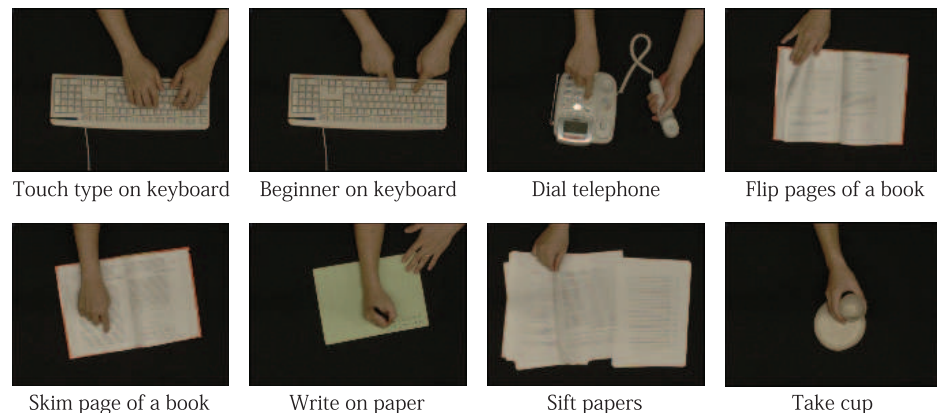 Touch type on keyboard
Beginner on keyboard
Dial telephone
Flip pages of a book
Skim page of a book
Write on paper
Sift papers
Take cup